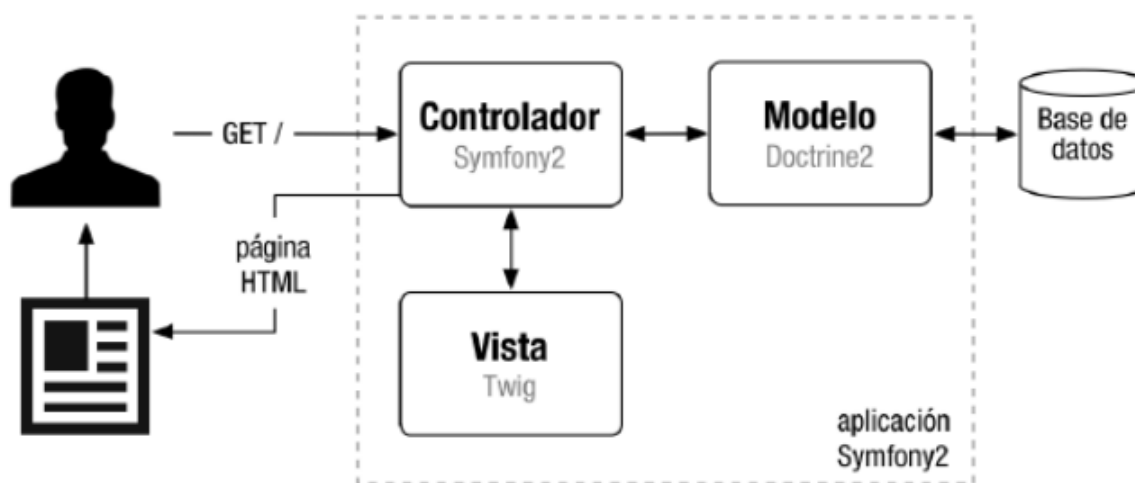 GET /
Controlador
Symfony2
Modelo
Doctrine2
Base de
datos
página
HTML
Vista
Twig
aplicación
Symfony2